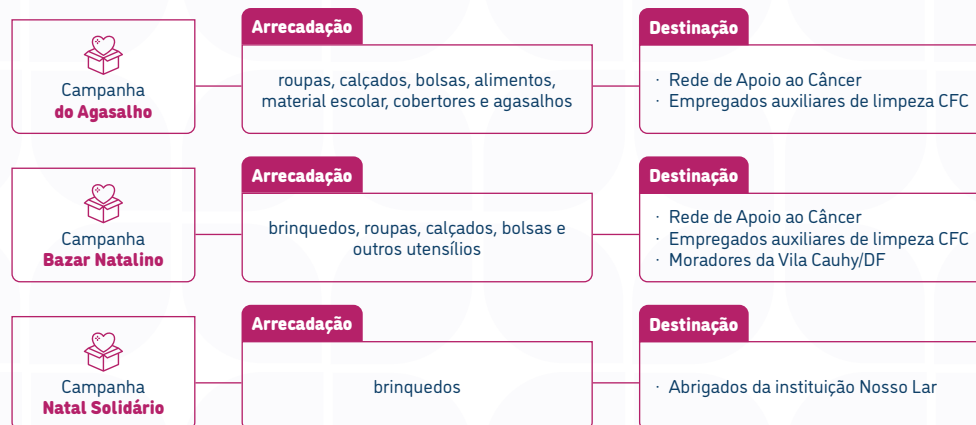 Campanha
do Agasalho
Arrecadação
roupas, calçados, bolsas, alimentos,
material escolar, cobertores e agasalhos
Destinação
· Rede de Apoio ao Câncer
· Empregados auxiliares de limpeza CFC
Campanha
Bazar Natalino
Arrecadação
brinquedos, roupas, calçados, bolsas e
outros utensílios
Destinação
· Rede de Apoio ao Câncer
· Empregados auxiliares de limpeza CFC
· Moradores da Vila Cauhy/DF
Campanha
Natal Solidário
Arrecadação
brinquedos
Destinação
· Abrigados da instituição Nosso Lar